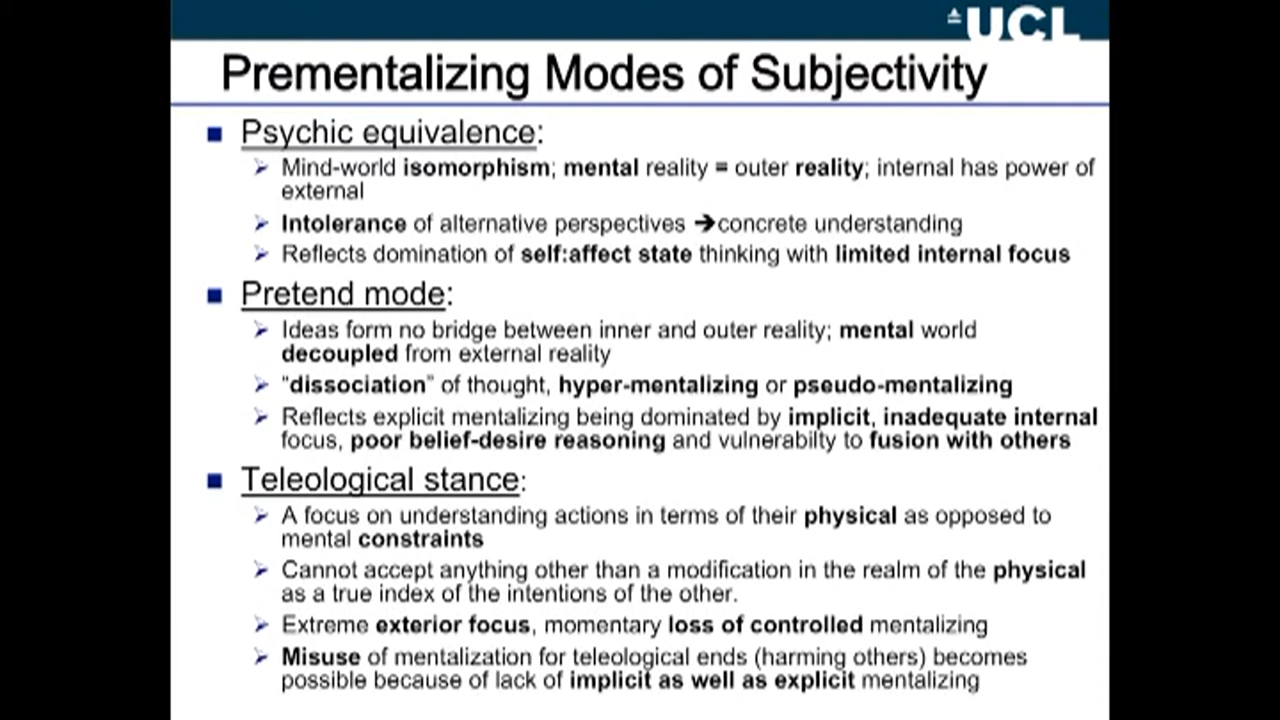 UCL
Prementalizing Modes of Subjectivity
Psychic equivalence:
Mind-world isomorphism; mental reality = outer reality; internal has power of
external
Intolerance of alternative perspectives ➔concrete understanding
Reflects domination of self:affect state thinking with limited internal focus
Pretend mode:
Ideas form no bridge between inner and outer reality; mental world
decoupled from external reality
“dissociation” of thought, hyper-mentalizing or pseudo-mentalizing
Reflects explicit mentalizing being dominated by implicit, inadequate internal
focus, poor belief-desire reasoning and vulnerabilty to fusion with others
Teleological stance:
A focus on understanding actions in terms of their physical as opposed to
mental constraints
Cannot accept anything other than a modification in the realm of the physical
as a true index of the intentions of the other.
Extreme exterior focus, momentary loss of controlled mentalizing
Misuse of mentalization for teleological ends (harming others) becomes
possible because of lack of implicit as well as explicit mentalizing